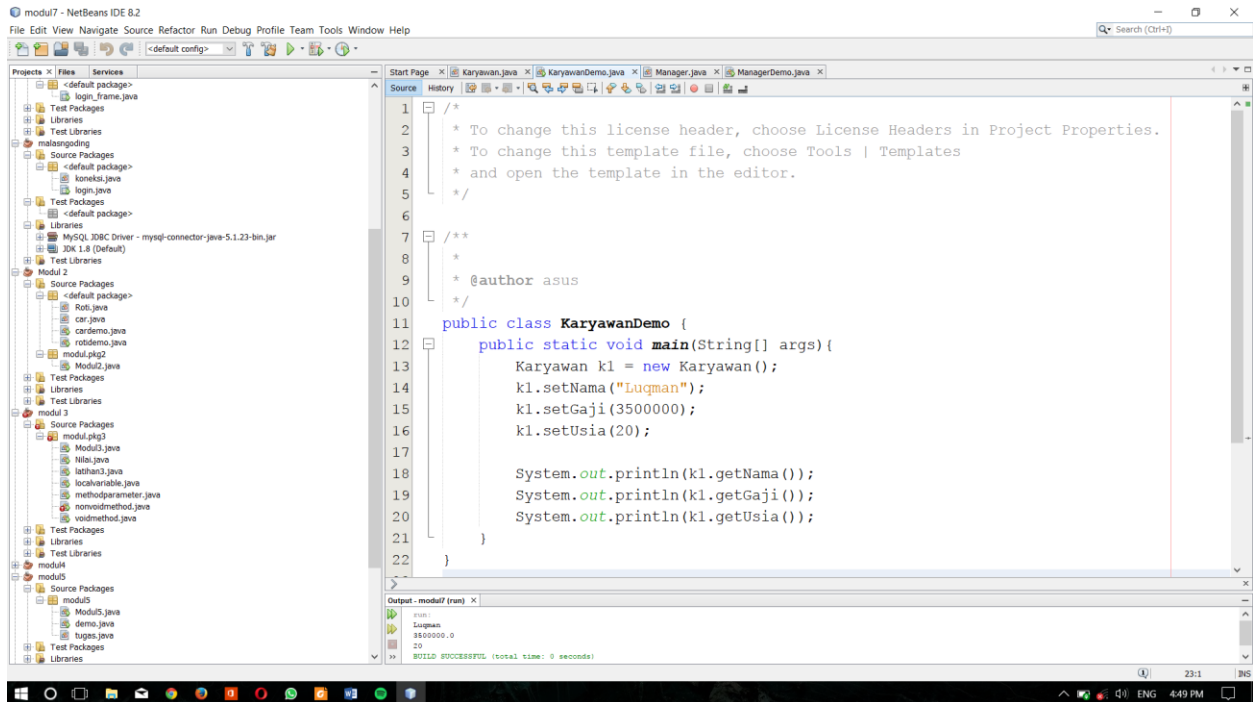 modul7 - NetBeans IDE 8.2
File Edit View Navigate Source Refactor Run Debug Profile Team Tools Window Help
Search (Ctrl+I)
<default config>
Projects Files Services
<default package>
login_frame.java
Test Packages
Libraries
Test Libraries
malasngoding
Source Packages
<default package>
koneksi.java
login.java
Test Packages
<default package>
Libraries
MySQL JDBC Driver - mysql-connector-java-5.1.23-bin.jar
JDK 1.8 (Default)
Test Libraries
Modul 2
Source Packages
<default package>
Roti.java
car.java
cardemo.java
rotidemo.java
modul.pkg2
Modul2.java
Test Packages
Libraries
Test Libraries
modul 3
Source Packages
modul.pkg3
Modul3.java
Nilai.java
latihan3.java
localvariable.java
methodparameter.java
nonvoidmethod.java
voidmethod.java
Test Packages
Libraries
Test Libraries
modul4
modul5
Source Packages
modul5
Modul5.java
demo.java
tugas.java
Test Packages
Libraries
Start Page Karyawan.java KaryawanDemo.java Manager.java ManagerDemo.java
Source History
1 /*
2 * To change this license header, choose License Headers in Project Properties.
3 * To change this template file, choose Tools | Templates
4 * and open the template in the editor.
5 */
6
7 /**
8 *
9 * @author asus
10 */
11 public class KaryawanDemo {
12 public static void main(String[] args){
13 Karyawan k1 = new Karyawan();
14 k1.setNama("Luqman");
15 k1.setGaji(3500000);
16 k1.setUsia(20);
17
18 System.out.println(k1.getNama());
19 System.out.println(k1.getGaji());
20 System.out.println(k1.getUsia());
21 }
22 }
Output - modul7 (run)
run:
Luqman
3500000.0
20
BUILD SUCCESSFUL (total time: 0 seconds)
23:1 INS
ENG 4:49 PM